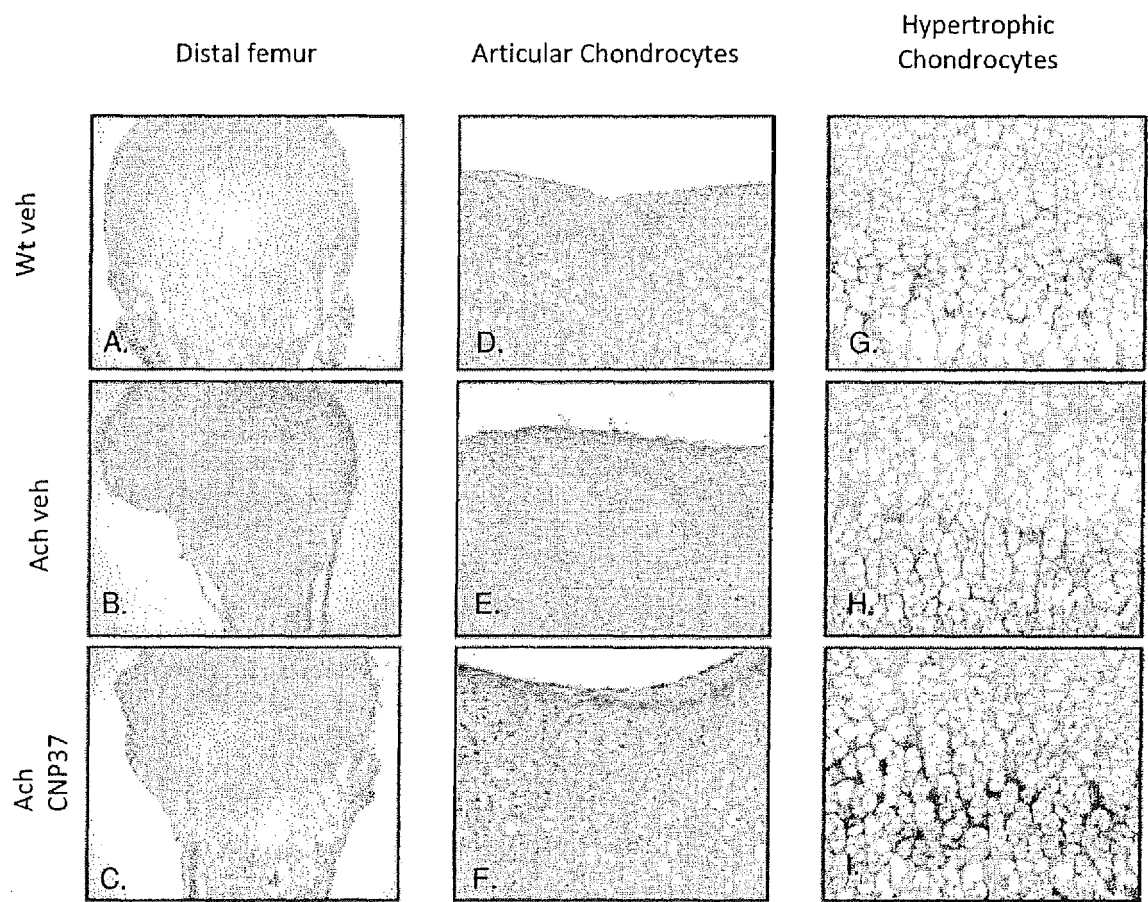 Distal femur
Articular Chondrocytes
Hypertrophic
Chondrocytes
Wt veh
A.
D.
G.
Ach veh
B.
E.
H.
Ach
CNP37
C.
F.
I.